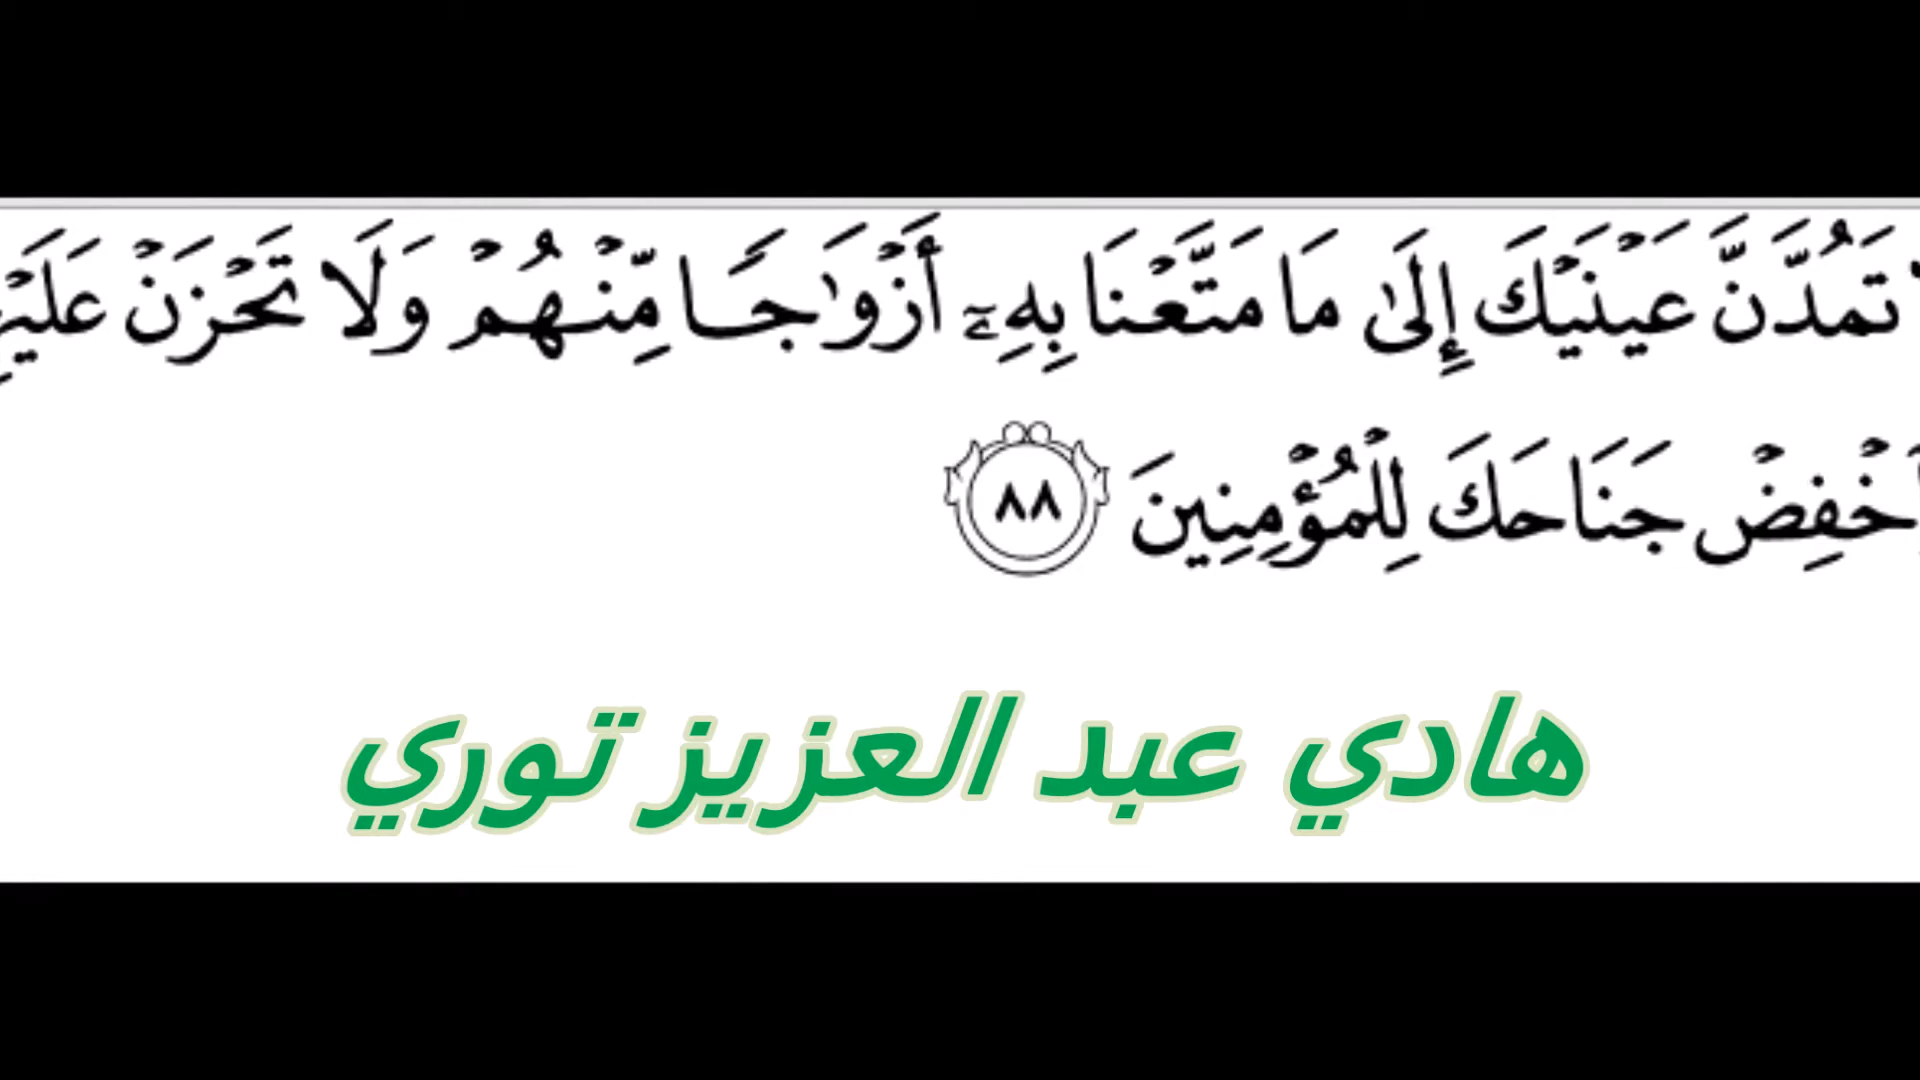 تَمُدَّنَّ عَيْنَيْكَ إِلَىٰ مَا مَتَّعْنَا بِهِۦٓ أَزْوَٰجًا مِّنْهُمْ وَلَا تَحْزَنْ
خْفِضْ جَنَاحَكَ لِلْمُؤْمِنِينَ ٨٨
هادي عبد العزيز توري